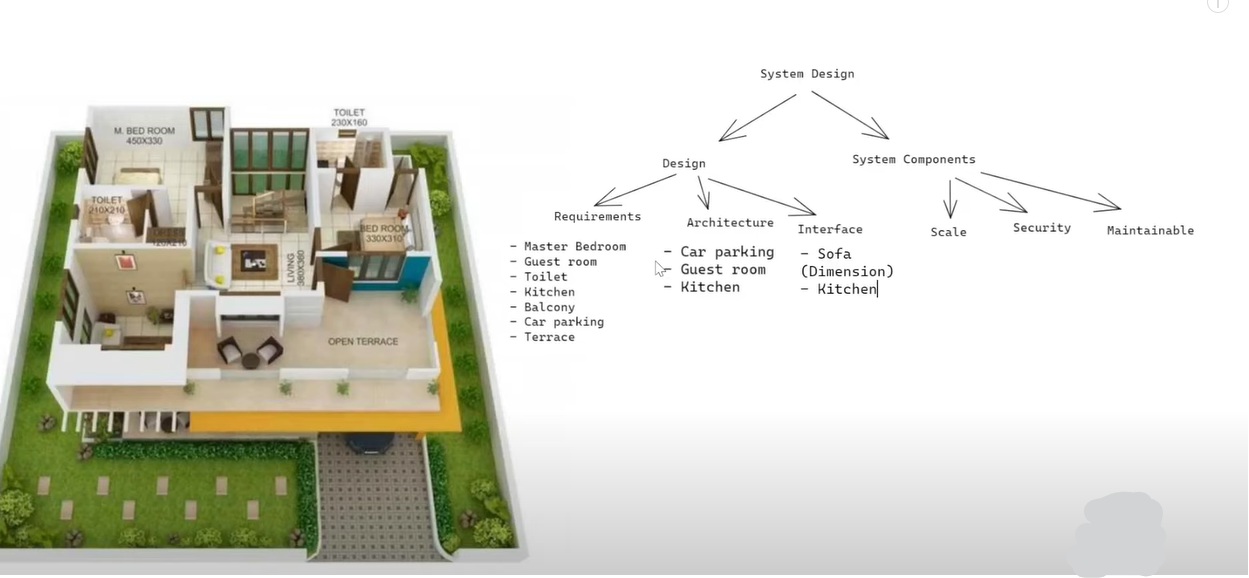 TOILET
230X160
M. BED ROOM
450X330
TOILET
210X210
BED ROOM
330X310
LIVING
OPEN TERRACE
System Design
Design
System Components
Requirements
Architecture
Interface
Scale
Security
Maintainable
- Master Bedroom
- Guest room
- Toilet
- Kitchen
- Balcony
- Car parking
- Terrace
- Car parking
- Guest room
- Kitchen
- Sofa
(Dimension)
- Kitchen